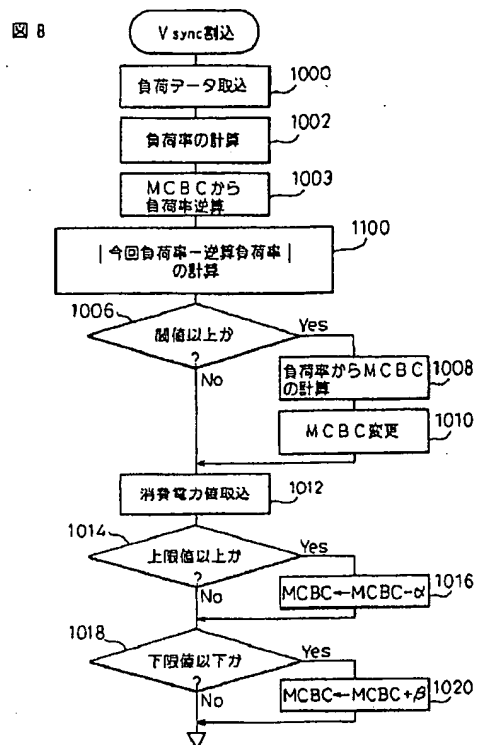 図 8
V sync割込
負荷データ取込
1000
負荷率の計算
1002
MCBCから
負荷率逆算
1003
|今回負荷率ー逆算負荷率|
の計算
1100
1006
閾値以上か
?
Yes
No
負荷率からMCBC
の計算
1008
MCBC変更
1010
消費電力値取込
1012
1014
上限値以上か
?
Yes
No
MCBC←MCBC-α
1016
1018
下限値以下か
?
Yes
No
MCBC←MCBC+β
1020